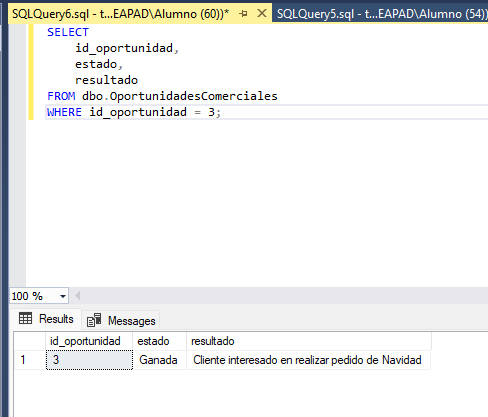 SQLQuery6.sql - t...EAPAD\Alumno (60))* SQLQuery5.sql - t...EAPAD\Alumno (54))
SELECT
id_oportunidad,
estado,
resultado
FROM dbo.OportunidadesComerciales
WHERE id_oportunidad = 3;
100 %
Results Messages
id_oportunidad estado resultado
1 3 Ganada Cliente interesado en realizar pedido de Navidad